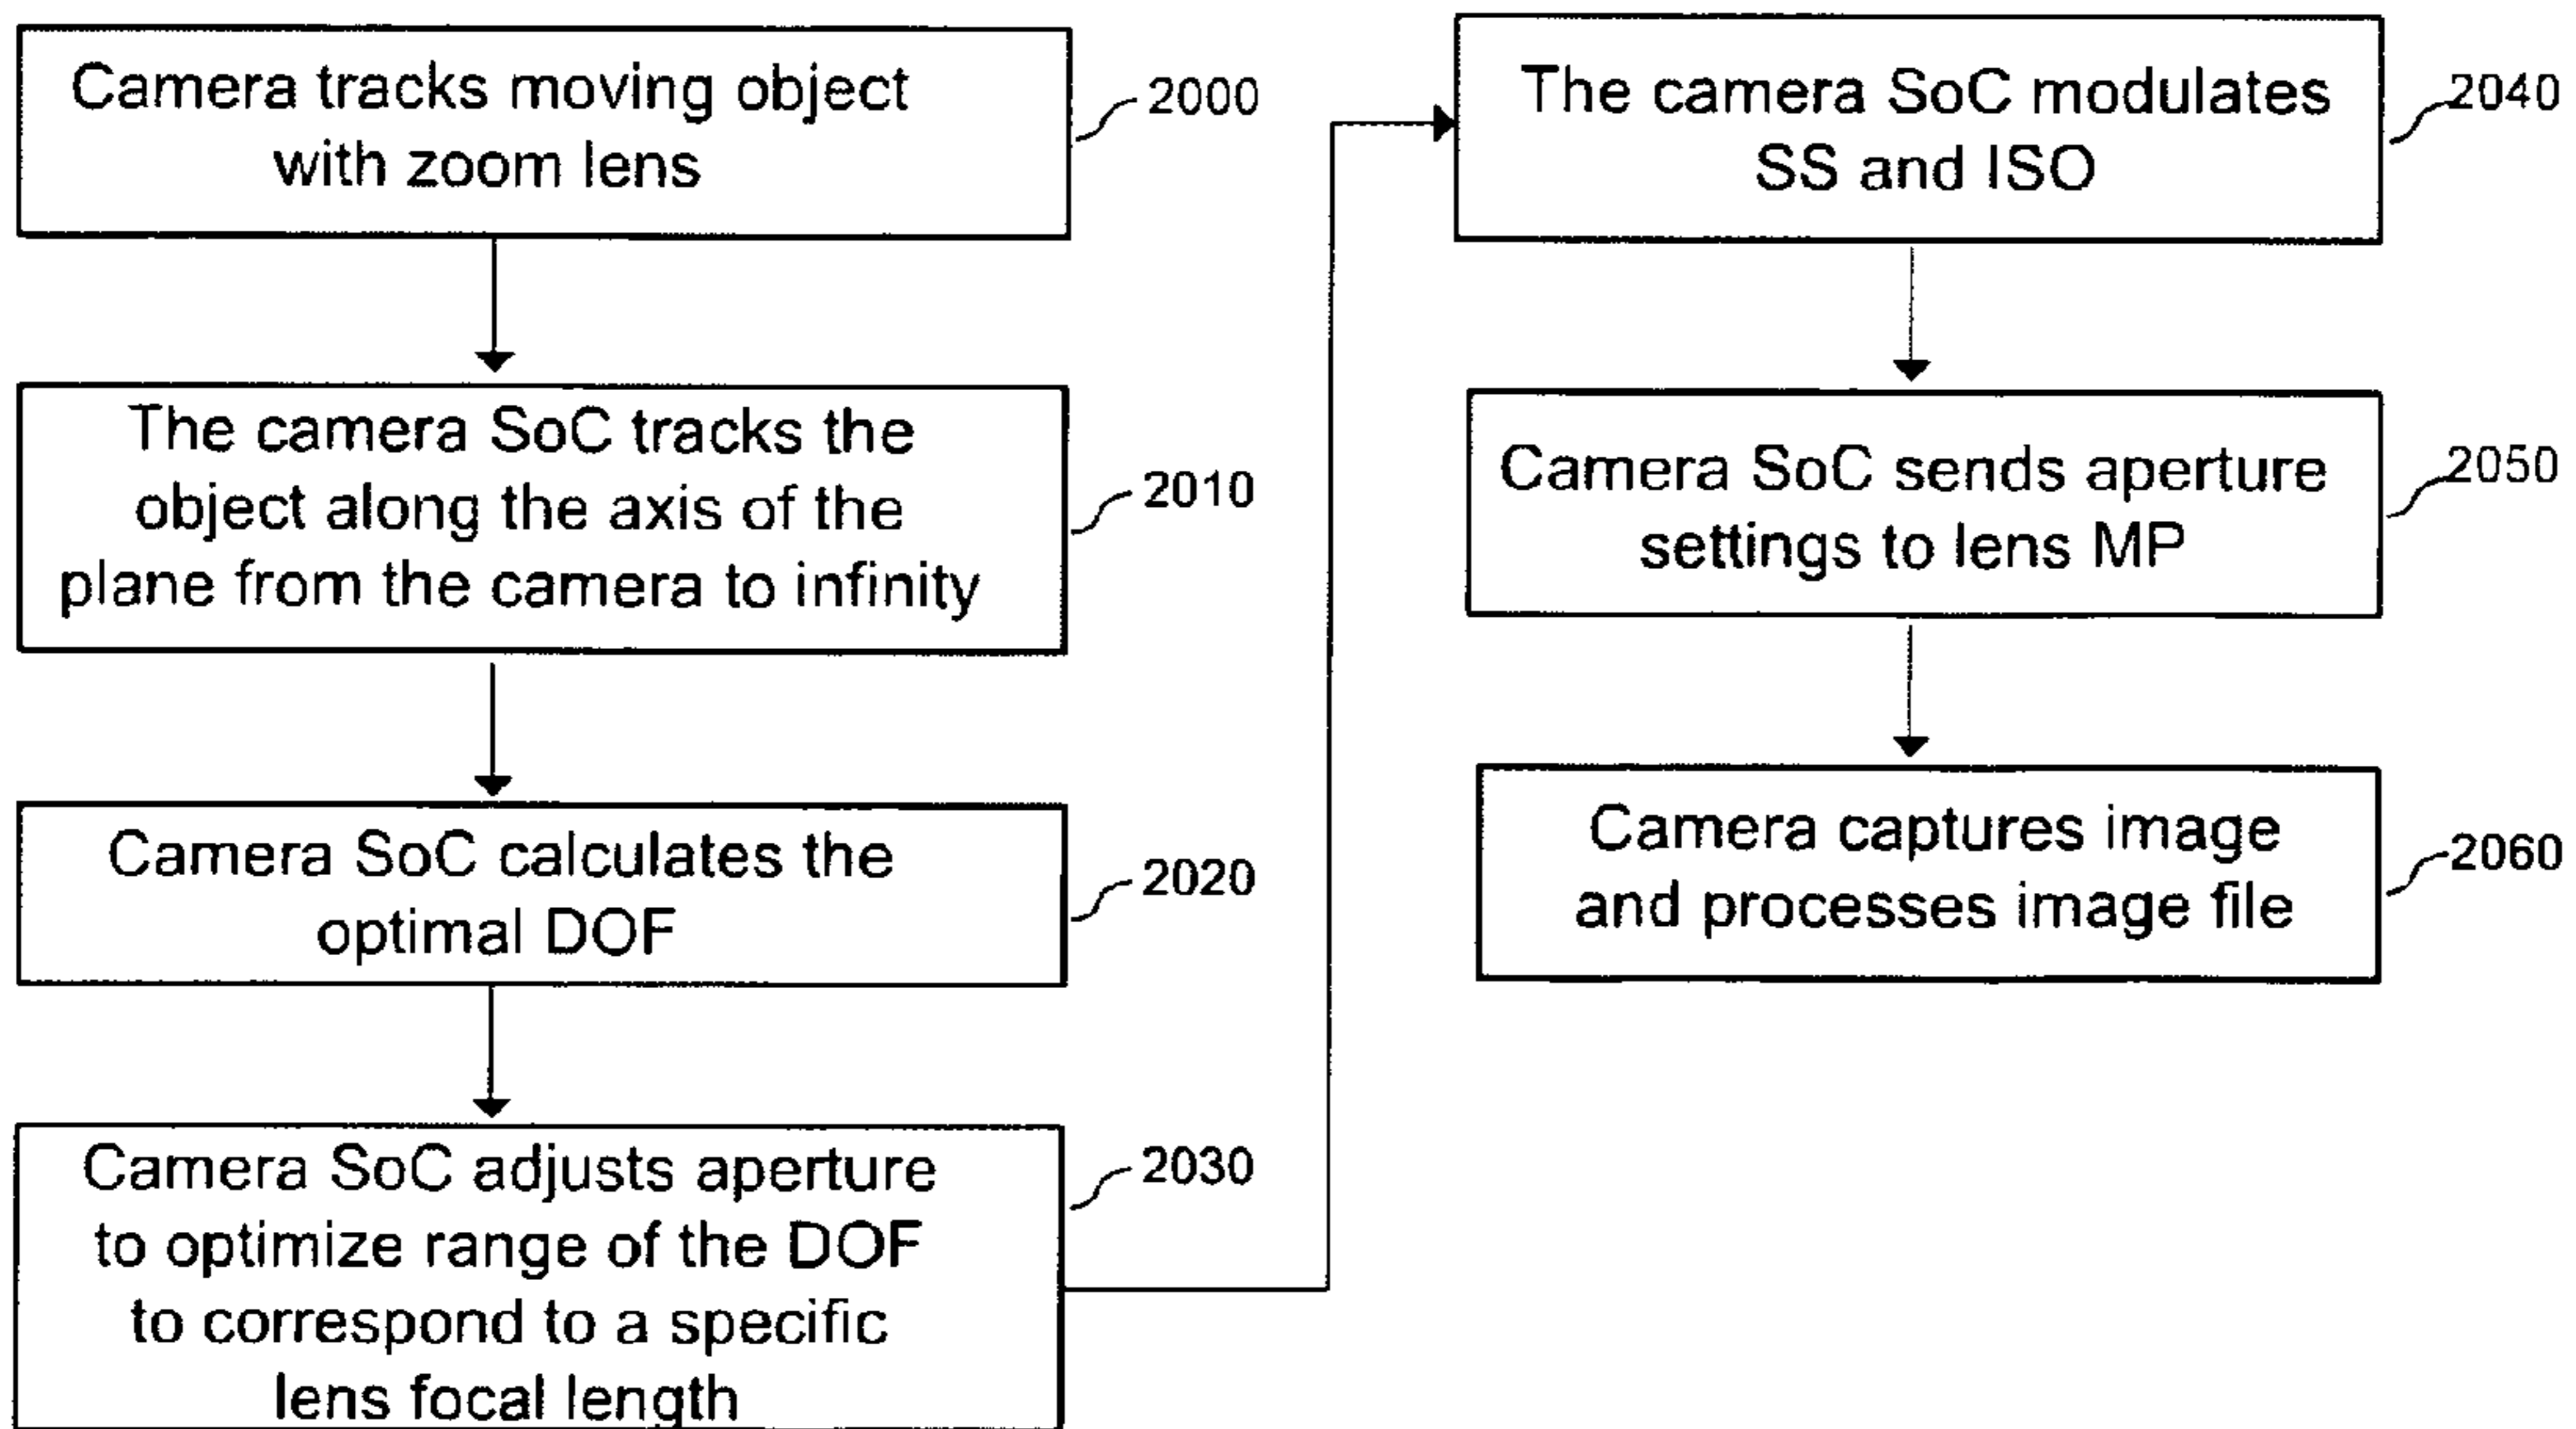 Camera tracks moving object
with zoom lens
2000
The camera SoC tracks the
object along the axis of the
plane from the camera to infinity
2010
Camera SoC calculates the
optimal DOF
2020
Camera SoC adjusts aperture
to optimize range of the DOF
to correspond to a specific
lens focal length
2030
The camera SoC modulates
SS and ISO
2040
Camera SoC sends aperture
settings to lens MP
2050
Camera captures image
and processes image file
2060